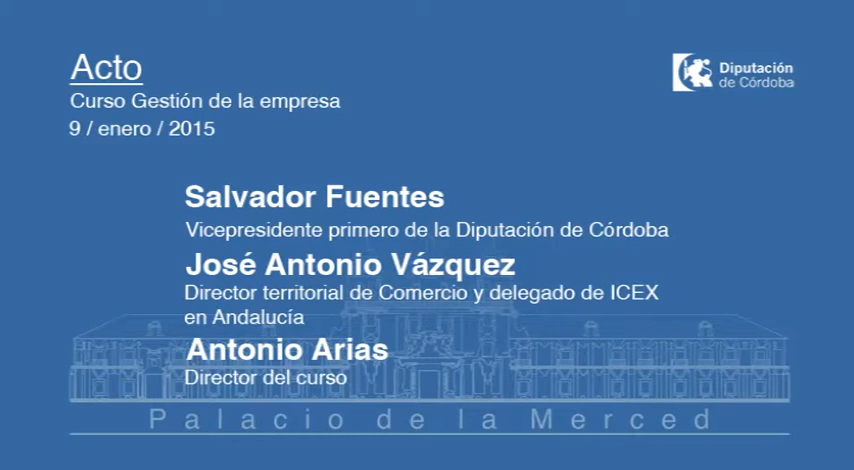 Acto
Curso Gestión de la empresa
9 / enero / 2015
Diputación
de Córdoba
Salvador Fuentes
Vicepresidente primero de la Diputación de Córdoba
José Antonio Vázquez
Director territorial de Comercio y delegado de ICEX
en Andalucía
Antonio Arias
Director del curso
Palacio de la Merced